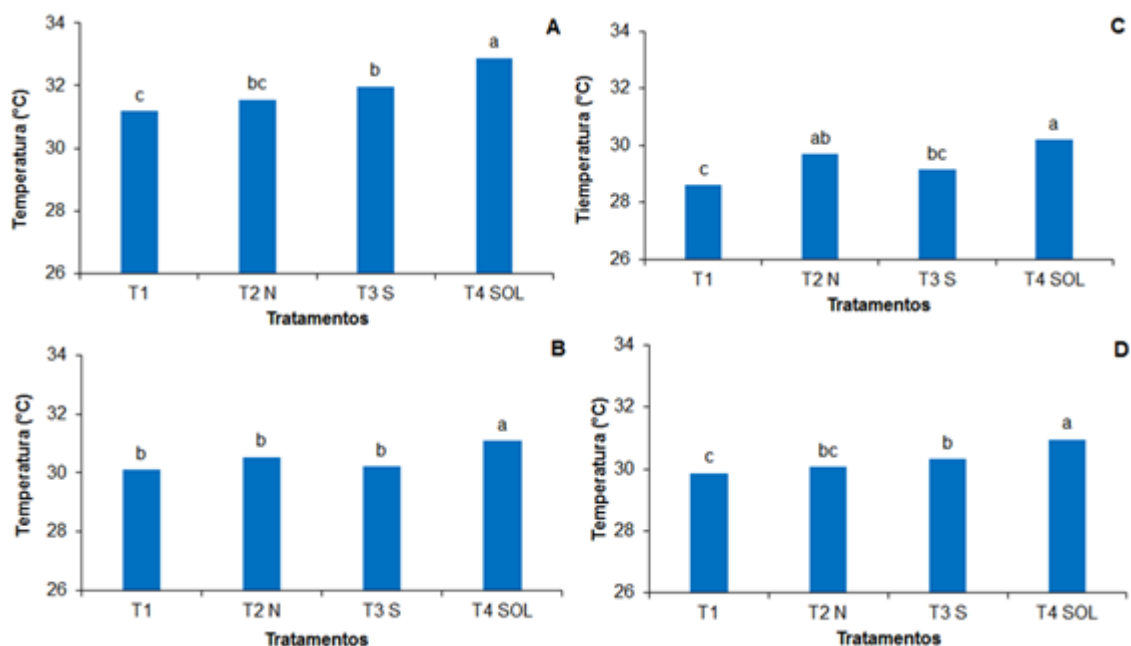 A
Temperatura (°C)
34
32
30
28
26
c
bc
b
a
T1
T2 N
T3 S
T4 SOL
Tratamentos
C
Tiemperatura (°C)
34
32
30
28
26
c
ab
bc
a
T1
T2 N
T3 S
T4 SOL
Tratamentos
B
Temperatura (°C)
34
32
30
28
26
b
b
b
a
T1
T2 N
T3 S
T4 SOL
Tratamentos
D
Temperatura (°C)
34
32
30
28
26
c
bc
b
a
T1
T2 N
T3 S
T4 SOL
Tratamentos